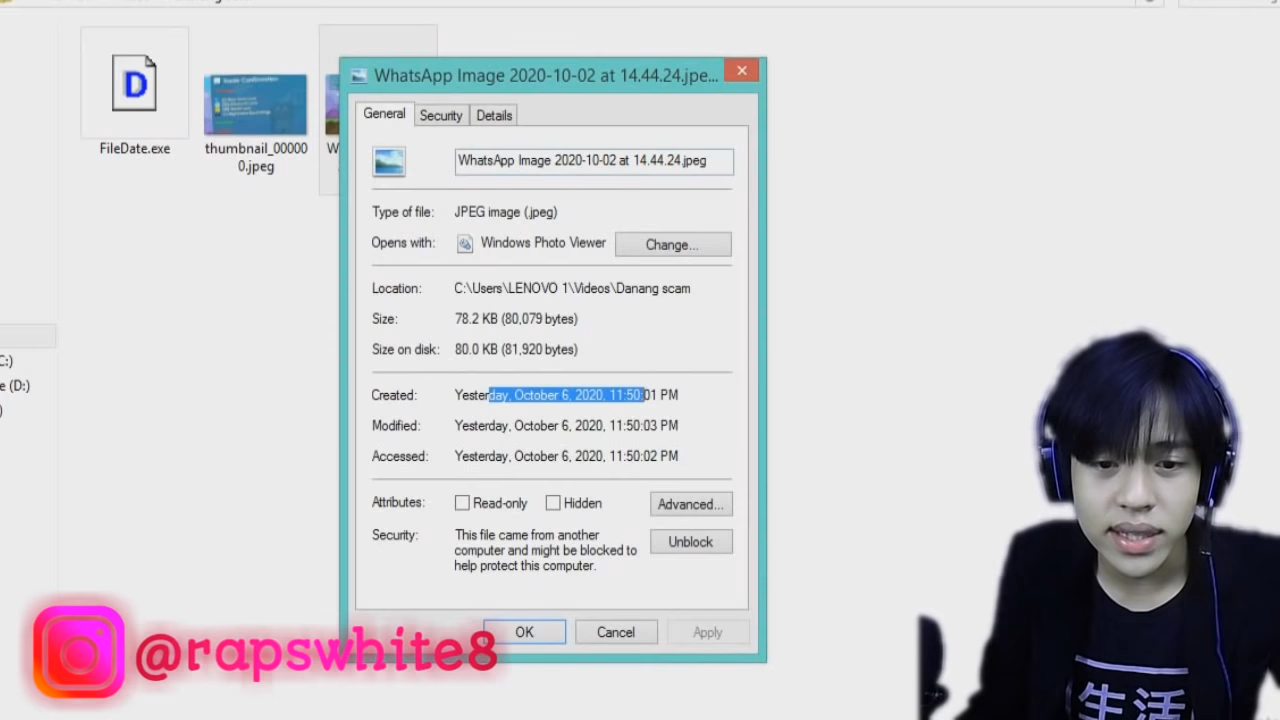 WhatsApp Image 2020-10-02 at 14.44.24.jpe...
General Security Details
FileDate.exe
thumbnail_00000
0.jpeg
W
WhatsApp Image 2020-10-02 at 14.44.24.jpeg
Type of file: JPEG image (.jpeg)
Opens with: Windows Photo Viewer Change...
Location: C:\Users\LENOVO 1\Videos\Danang scam
Size: 78.2 KB (80,079 bytes)
Size on disk: 80.0 KB (81,920 bytes)
C:)
e (D:)
)
Created: Yesterday, October 6, 2020, 11:50:01 PM
Modified: Yesterday, October 6, 2020, 11:50:03 PM
Accessed: Yesterday, October 6, 2020, 11:50:02 PM
Attributes: Read-only Hidden Advanced...
Security: This file came from another
computer and might be blocked to
help protect this computer.
Unblock
OK Cancel Apply
@rapswhite8
生活